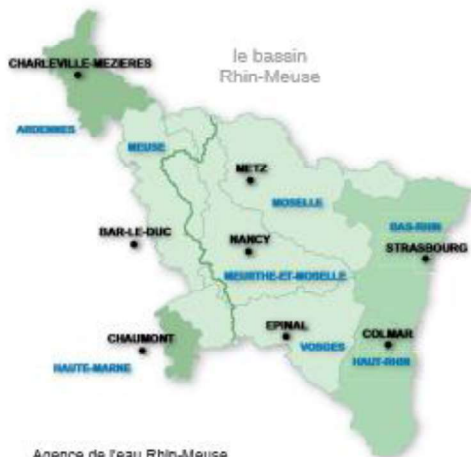 le bassin
Rhin-Meuse
CHARLEVILLE-MEZIERES
ARDENNES
MEUSE
METZ
MOSELLE
BAR-LE-DUC
NANCY
BAS-RHIN
STRASBOURG
MEURTHE-ET-MOSELLE
CHAUMONT
EPINAL
VOSGES
COLMAR
HAUTE-MARNE
HAUT-RHIN
Agence de l'eau Rhin-Meuse